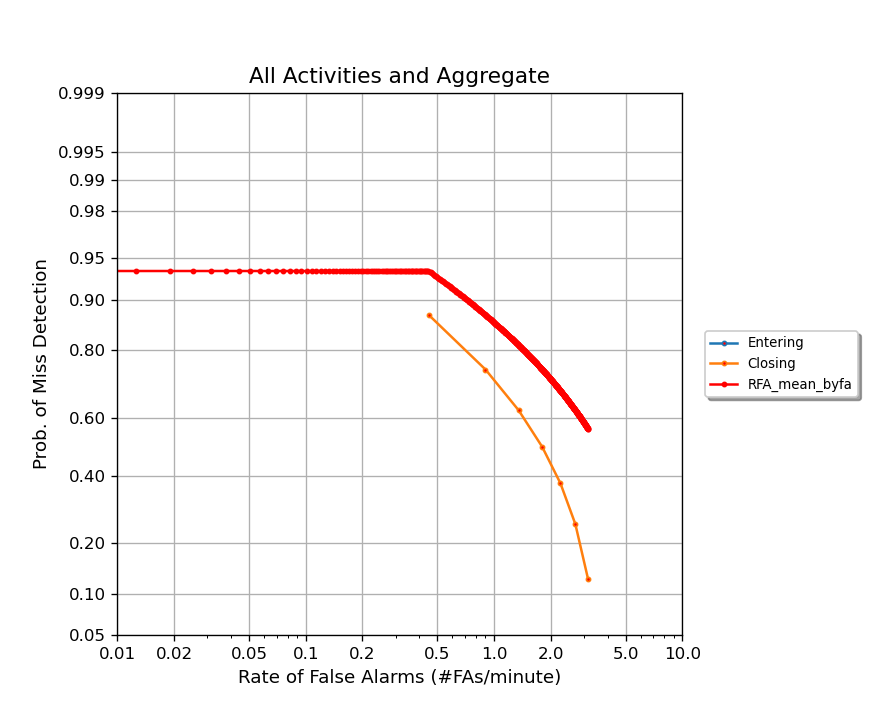 All Activities and Aggregate
0.999
0.995
0.99
0.98
0.95
0.90
0.80
0.60
0.40
0.20
0.10
0.05
Prob. of Miss Detection
0.01 0.02 0.05 0.1 0.2 0.5 1.0 2.0 5.0 10.0
Rate of False Alarms (#FAs/minute)
Entering
Closing
RFA_mean_byfa